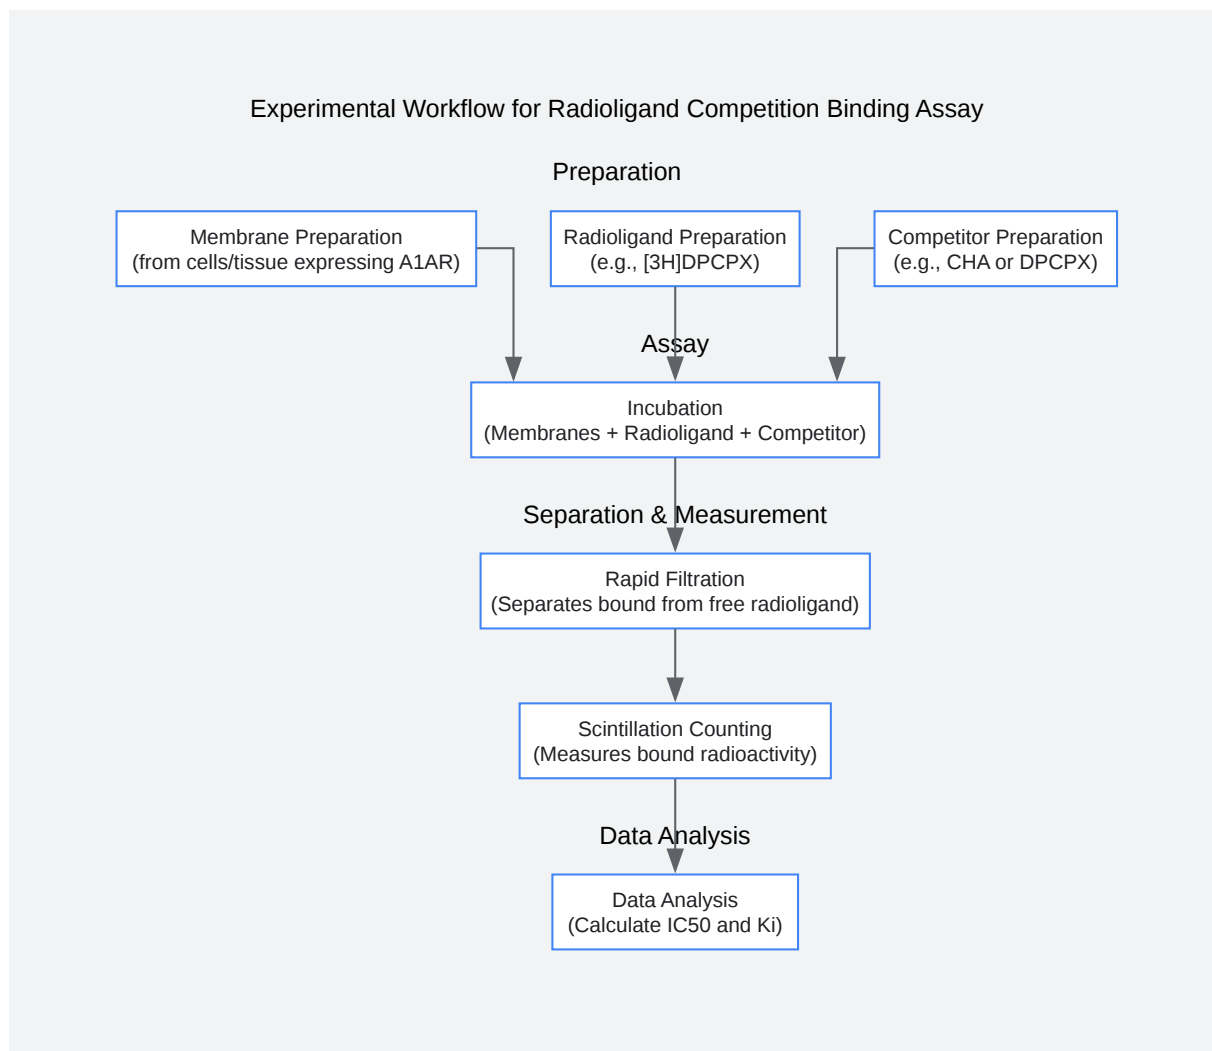 Experimental Workflow for Radioligand Competition Binding Assay
Preparation
Membrane Preparation
(from cells/tissue expressing A1AR)
Radioligand Preparation
(e.g., [3H]DPCPX)
Competitor Preparation
(e.g., CHA or DPCPX)
Assay
Incubation
(Membranes + Radioligand + Competitor)
Separation & Measurement
Rapid Filtration
(Separates bound from free radioligand)
Scintillation Counting
(Measures bound radioactivity)
Data Analysis
Data Analysis
(Calculate IC50 and Ki)